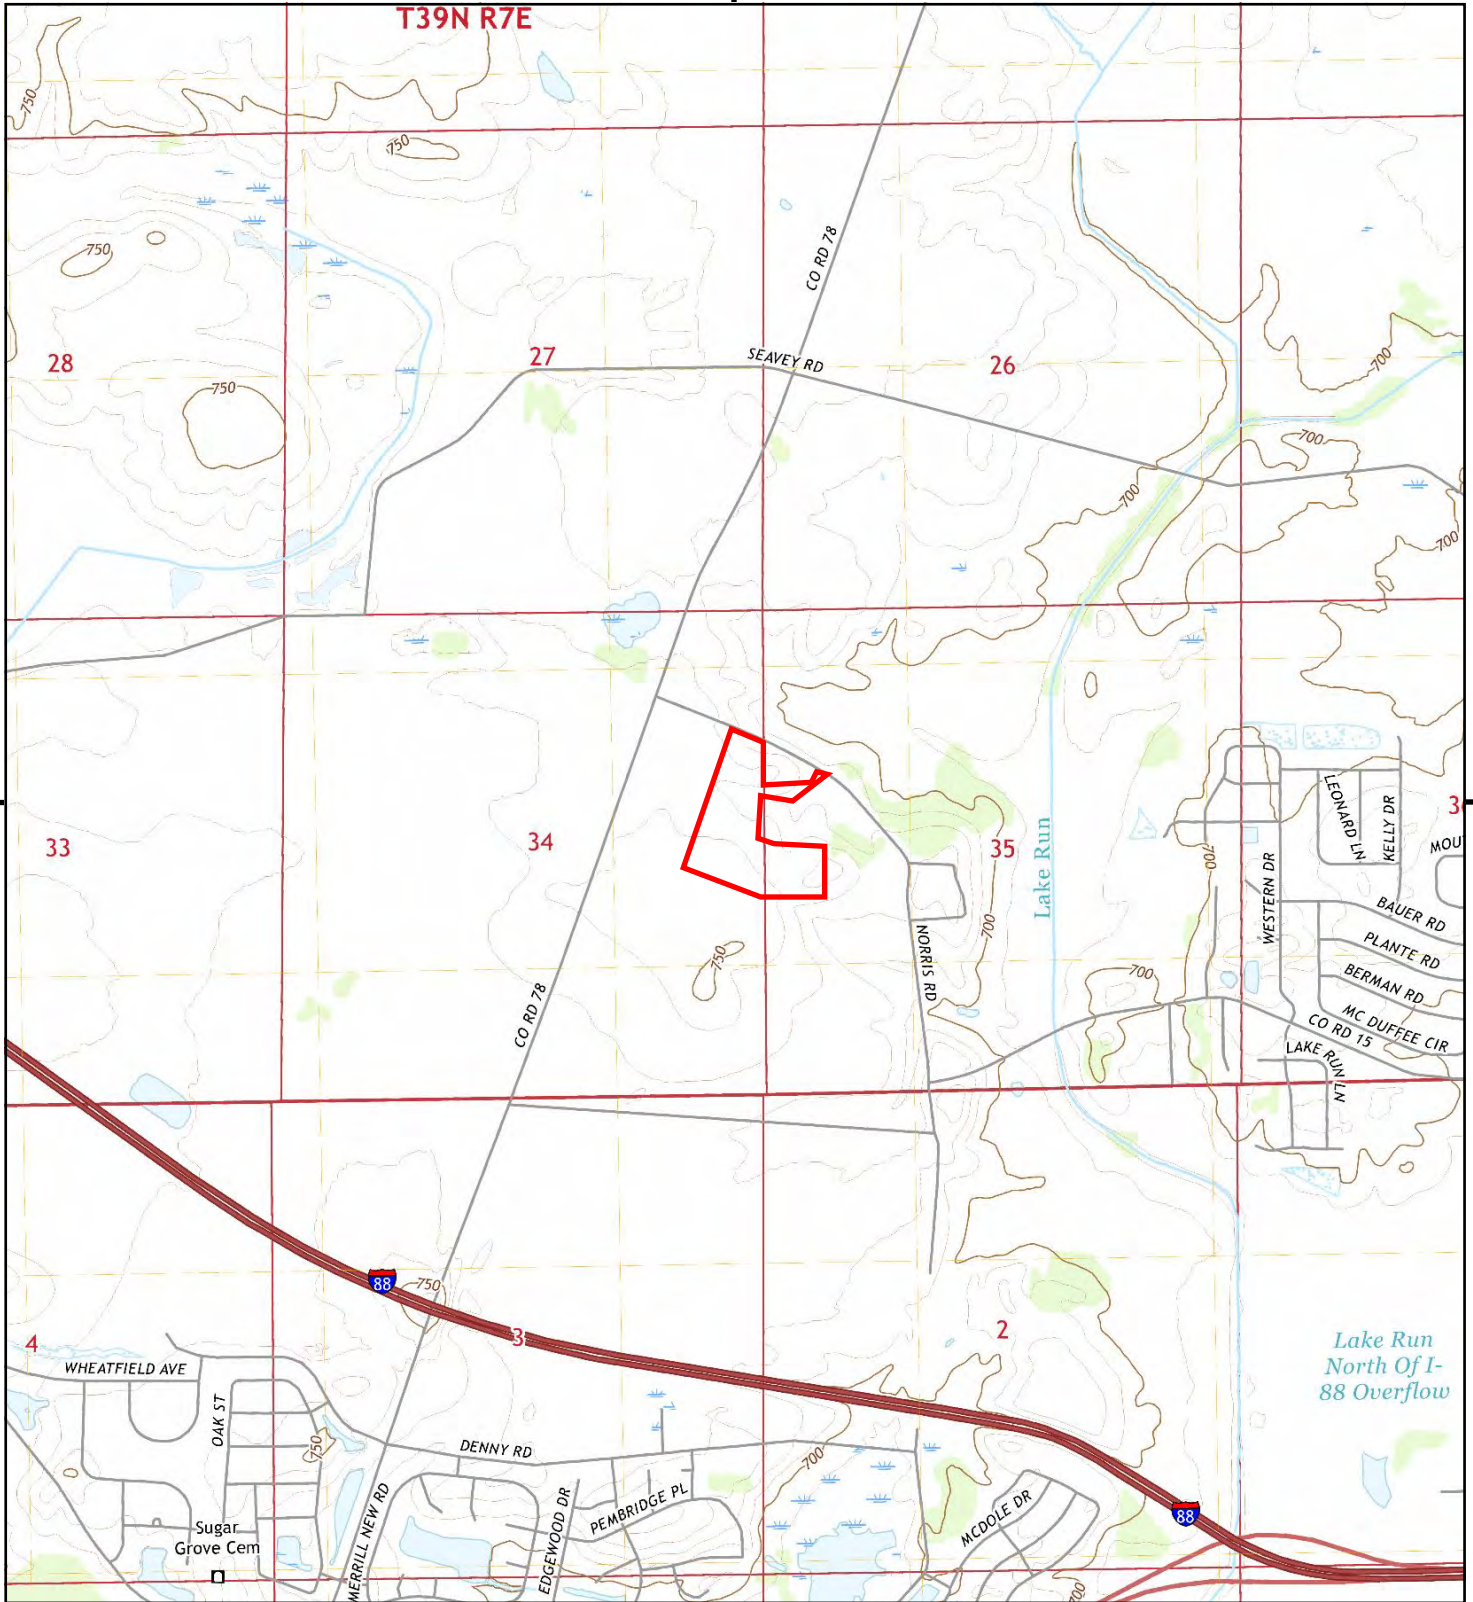 T39N R7E
750
750
750
CO RD 78
28
27
SEAVEY RD
26
700
750
700
700
700
33
34
35
36
Lake Run
LEONARD LN
KELLY DR
MOU
700
WESTERN DR
BAUER RD
PLANTE RD
BERMAN RD
MC DUFFEE CIR
CO RD 15
LAKE RUN LN
NORRIS RD
700
700
750
CO RD 78
88
750
4
3
2
Lake Run
North Of I-
88 Overflow
WHEATFIELD AVE
OAK ST
750
DENNY RD
700
MERRILL NEW RD
EDGEWOOD DR
PEMBRIDGE PL
MCDOLE DR
88
Sugar
Grove Cem
700